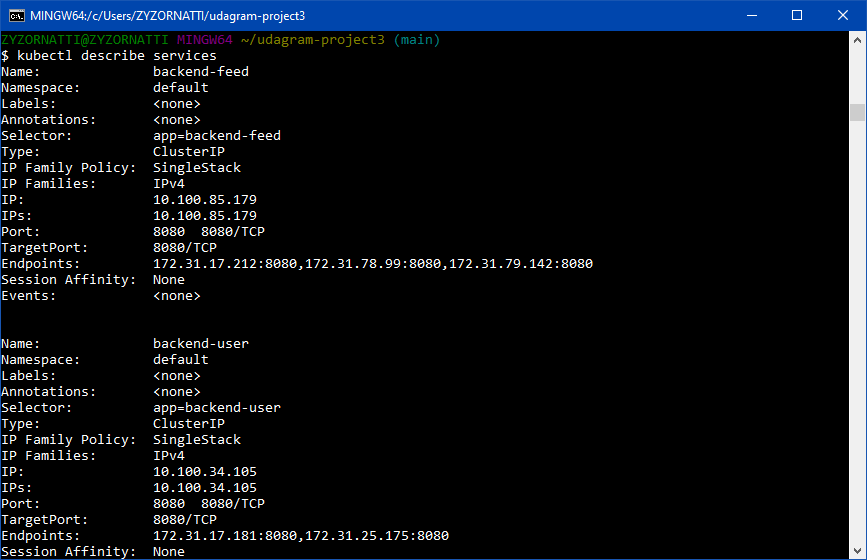 MINGW64:/c/Users/ZYZORNATTI/udagram-project3
ZYZORNATTI@ZYZORNATTI MINGW64 ~/udagram-project3 (main)
$ kubectl describe services
Name:              backend-feed
Namespace:         default
Labels:            <none>
Annotations:       <none>
Selector:          app=backend-feed
Type:              ClusterIP
IP Family Policy:  SingleStack
IP Families:       IPv4
IP:                10.100.85.179
IPs:               10.100.85.179
Port:              8080  8080/TCP
TargetPort:        8080/TCP
Endpoints:         172.31.17.212:8080,172.31.78.99:8080,172.31.79.142:8080
Session Affinity:  None
Events:            <none>
Name:              backend-user
Namespace:         default
Labels:            <none>
Annotations:       <none>
Selector:          app=backend-user
Type:              ClusterIP
IP Family Policy:  SingleStack
IP Families:       IPv4
IP:                10.100.34.105
IPs:               10.100.34.105
Port:              8080  8080/TCP
TargetPort:        8080/TCP
Endpoints:         172.31.17.181:8080,172.31.25.175:8080
Session Affinity:  None